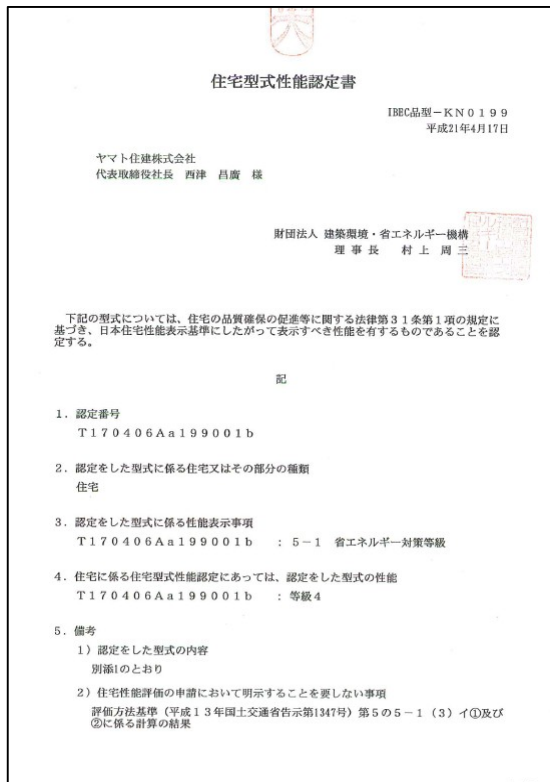 住宅型式性能認定書
IBEC品型－KN0199
平成21年4月17日
ヤマト住建株式会社
代表取締役社長 西津 昌廣 様
財団法人 建築環境・省エネルギー機構
理事長 村上 周三
下記の型式については、住宅の品質確保の促進等に関する法律第31条第1項の規定に
基づき、日本住宅性能表示基準にしたがって表示すべき性能を有するものであることを認
定する。
記
1．認定番号
T170406Aa199001b
2．認定をした型式に係る住宅又はその部分の種類
住宅
3．認定をした型式に係る性能表示事項
T170406Aa199001b ：5－1 省エネルギー対策等級
4．住宅に係る住宅型式性能認定にあっては、認定をした型式の性能
T170406Aa199001b ：等級4
5．備考
1）認定をした型式の内容
別添1のとおり
2）住宅性能評価の申請において明示することを要しない事項
評価方法基準（平成13年国土交通省告示第1347号）第5の5－1（3）イ①及び
②に係る計算の結果